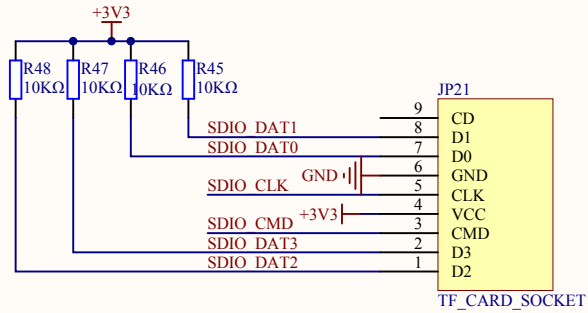 +3V3
R48 R47 R46 R45
10KΩ 10KΩ 10KΩ 10KΩ
JP21
9 CD
SDIO_DAT1 8 D1
SDIO_DAT0 7 D0
GND 6 GND
SDIO_CLK 5 CLK
+3V3 4 VCC
SDIO_CMD 3 CMD
SDIO_DAT3 2 D3
SDIO_DAT2 1 D2
TF_CARD_SOCKET